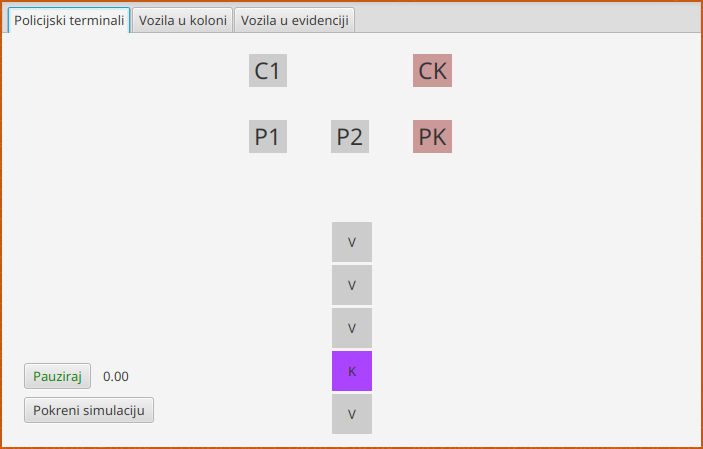 Policijski terminali Vozila u koloni Vozila u evidenciji
C1 CK
P1 P2 PK
V
V
V
K
V
Pauziraj 0.00
Pokreni simulaciju